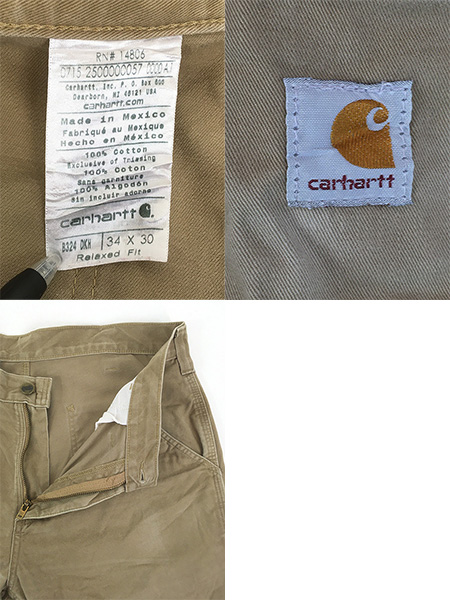 RN# 14806
0715 2500000057 0000 AJ
Carhartt, Inc. P.O. Box 600
Dearborn, MI 48121 USA
carhartt.com
Made in Mexico
Fabriqué au Mexique
Hecho en México
100% Cotton
Exclusive of Trimming
100% Coton
Sans garniture
100% Algodón
sin incluir adorno
carhartt
B324 DKH
34 X 30
Relaxed Fit
carhartt